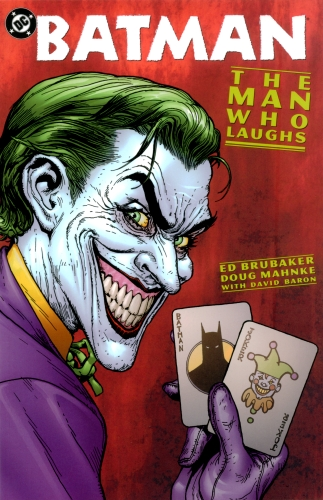 DC
BATMAN
THE
MAN
WHO
LAUGHS
ED BRUBAKER
DOUG MAHNKE
WITH DAVID BARON
BATMAN
JOKER